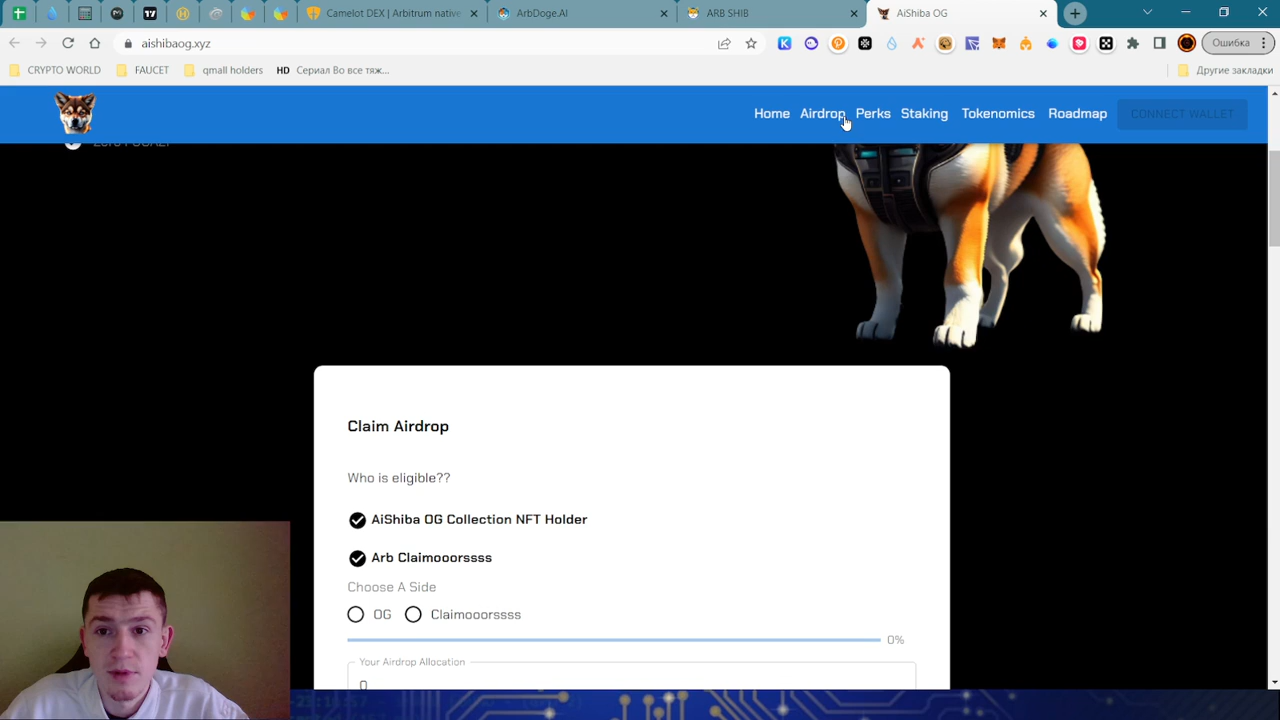 Camelot DEX | Arbitrum native
ArbDoge.AI
ARB SHIB
AiShiba OG
aishibaog.xyz
Ошибка
CRYPTO WORLD
FAUCET
qmall holders
HD Сериал Во все тяж...
Другие закладки
Home
Airdrop
Perks
Staking
Tokenomics
Roadmap
CONNECT WALLET
Claim Airdrop
Who is eligible??
AiShiba OG Collection NFT Holder
Arb Claimooorssss
Choose A Side
OG
Claimooorssss
0%
Your Airdrop Allocation
0